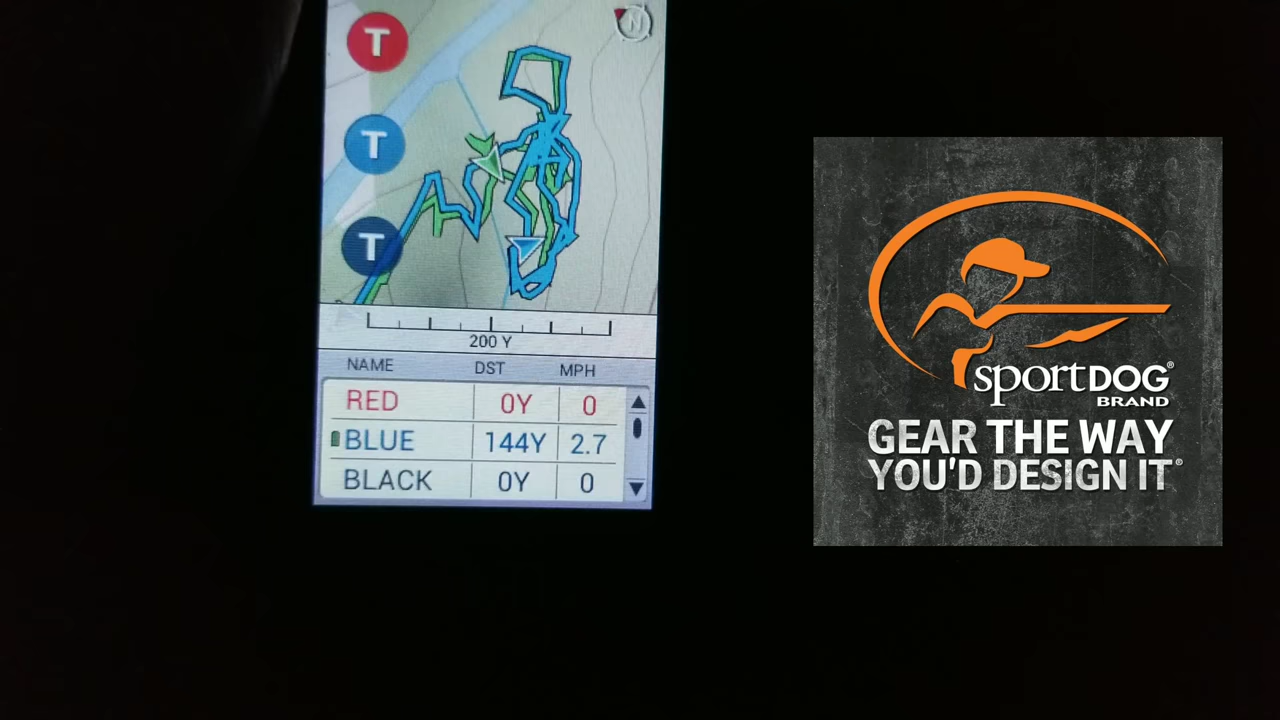 T
N
T
T
200 Y
NAME DST MPH
RED 0Y 0
BLUE 144Y 2.7
BLACK 0Y 0
sportDOG®
BRAND
GEAR THE WAY
YOU'D DESIGN IT®